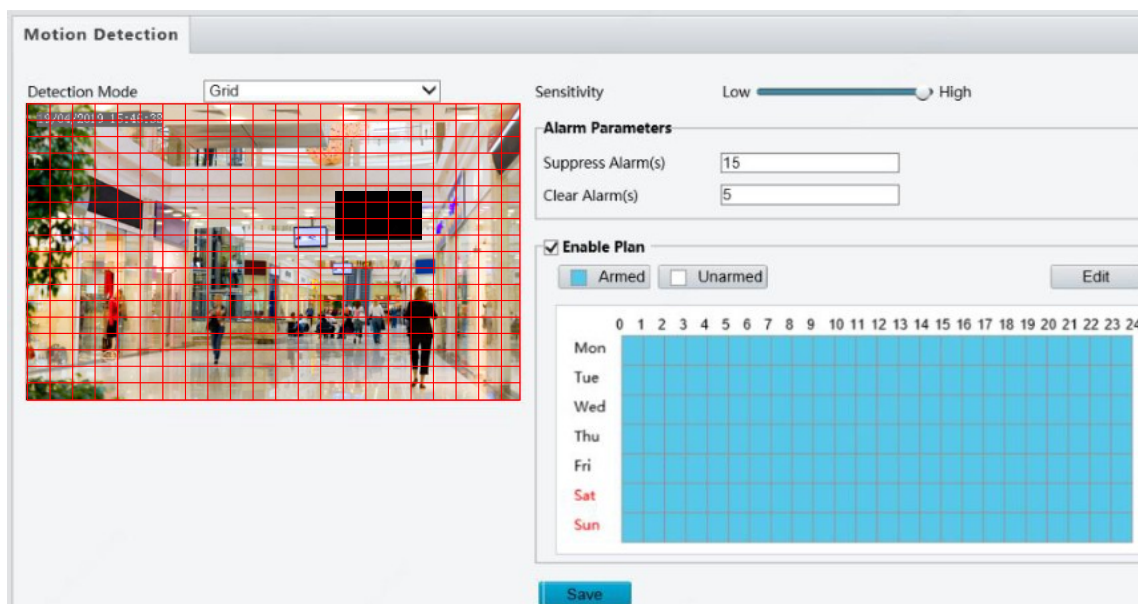 Motion Detection
Detection Mode
Grid
Sensitivity
Low
High
Alarm Parameters
Suppress Alarm(s)
15
Clear Alarm(s)
5
Enable Plan
Armed
Unarmed
Edit
0 1 2 3 4 5 6 7 8 9 10 11 12 13 14 15 16 17 18 19 20 21 22 23 24
Mon
Tue
Wed
Thu
Fri
Sat
Sun
Save